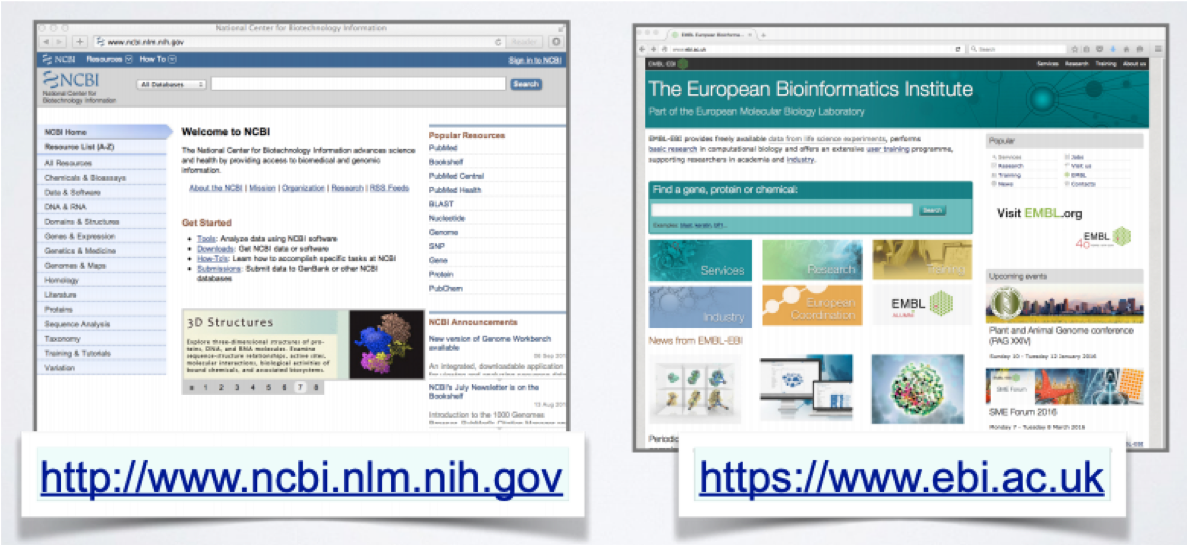 National Center for Biotechnology Information
www.ncbi.nlm.nih.gov
Reader
NCBI Resources How To
Sign in to NCBI
NCBI
National Center for
Biotechnology Information
All Databases
Search
NCBI Home
Resource List (A-Z)
All Resources
Chemicals & Bioassays
Data & Software
DNA & RNA
Domains & Structures
Genes & Expression
Genetics & Medicine
Genomes & Maps
Homology
Literature
Proteins
Sequence Analysis
Taxonomy
Training & Tutorials
Variation
Welcome to NCBI
The National Center for Biotechnology Information advances science
and health by providing access to biomedical and genomic
information.
About the NCBI | Mission | Organization | Research | RSS Feeds
Get Started
Tools: Analyze data using NCBI software
Downloads: Get NCBI data or software
How-To's: Learn how to accomplish specific tasks at NCBI
Submissions: Submit data to GenBank or other NCBI
databases
3D Structures
Explore three-dimensional structures of pro-
teins, DNA, and RNA molecules. Examine
sequence-structure relationships, active sites,
molecular interactions, biological activities of
bound chemicals, and associated biosystems.
1 2 3 4 5 6 7 8
Popular Resources
PubMed
Bookshelf
PubMed Central
PubMed Health
BLAST
Nucleotide
Genome
SNP
Gene
Protein
PubChem
NCBI Announcements
New version of Genome Workbench
available
An integrated, downloadable application
NCBI's July Newsletter is on the
Bookshelf
Introduction to the 1000 Genomes
http://www.ncbi.nlm.nih.gov
EMBL European Bioinforma...
www.ebi.ac.uk
Search
EMBL-EBI
Services Research Training About us
The European Bioinformatics Institute
Part of the European Molecular Biology Laboratory
EMBL-EBI provides freely available data from life science experiments, performs
basic research in computational biology and offers an extensive user training programme,
supporting researchers in academia and industry.
Find a gene, protein or chemical:
Search
Services
Research
Training
Industry
European
Coordination
EMBL
ALUMNI
News from EMBL-EBI
Periodic
Popular
Services
Research
Training
News
Jobs
Visit us
EMBL
Contacts
Visit EMBL.org
EMBL
40
Upcoming events
Plant and Animal Genome conference
(PAG XXIV)
Sunday 10 - Tuesday 12 January 2016
SME Forum
SME Forum 2016
Monday 7 - Tuesday 8 March 2016
https://www.ebi.ac.uk